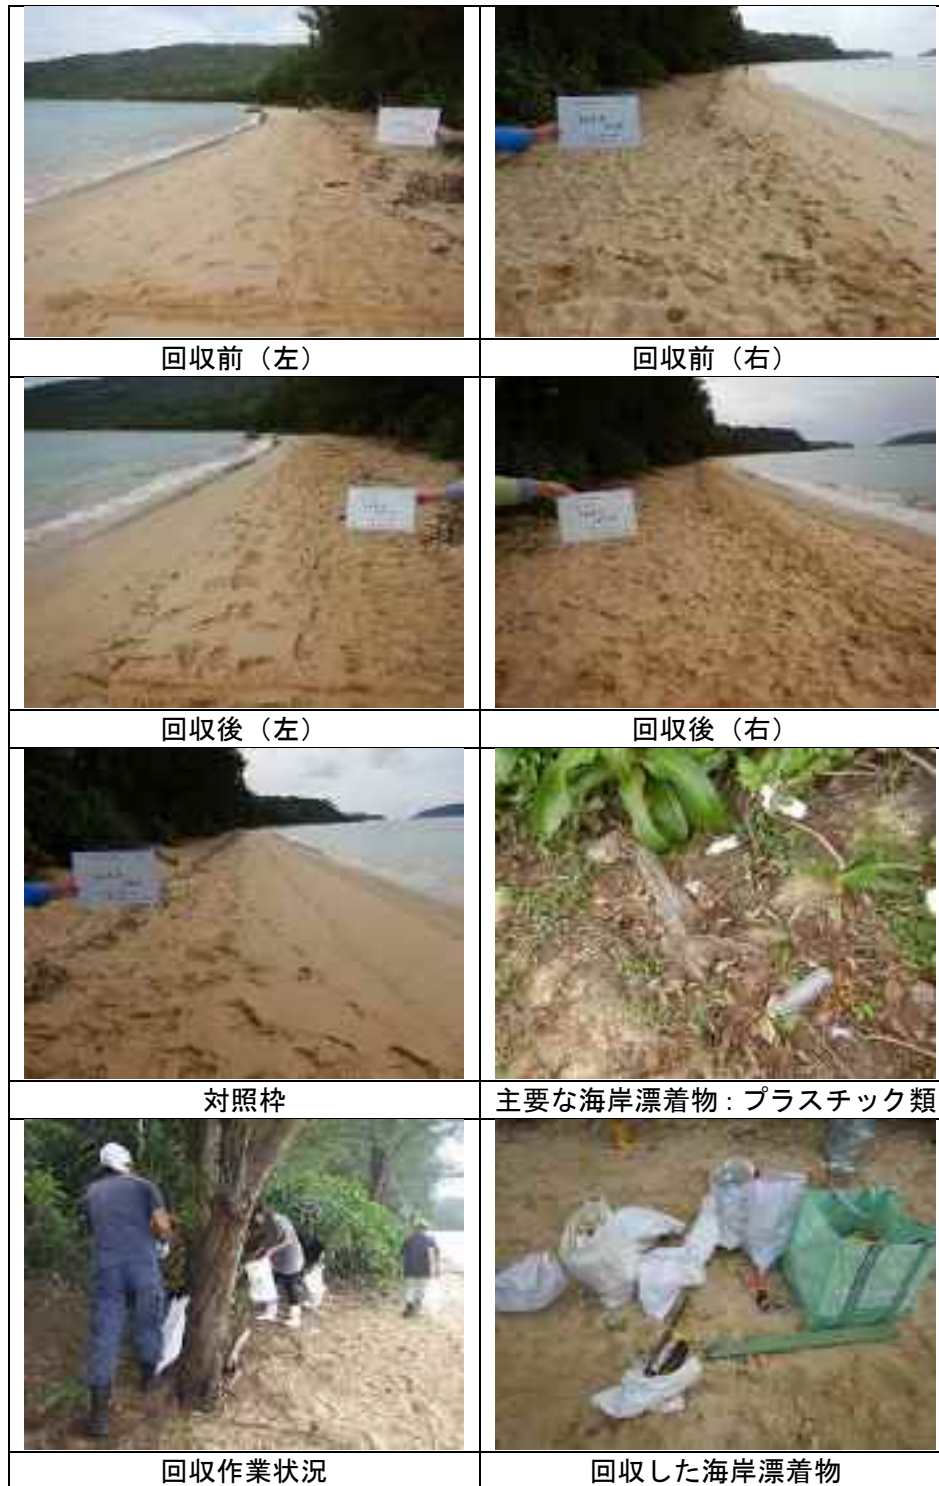 回収前（左）
回収前（右）
回収後（左）
回収後（右）
対照枠
主要な海岸漂着物：プラスチック類
回収作業状況
回収した海岸漂着物